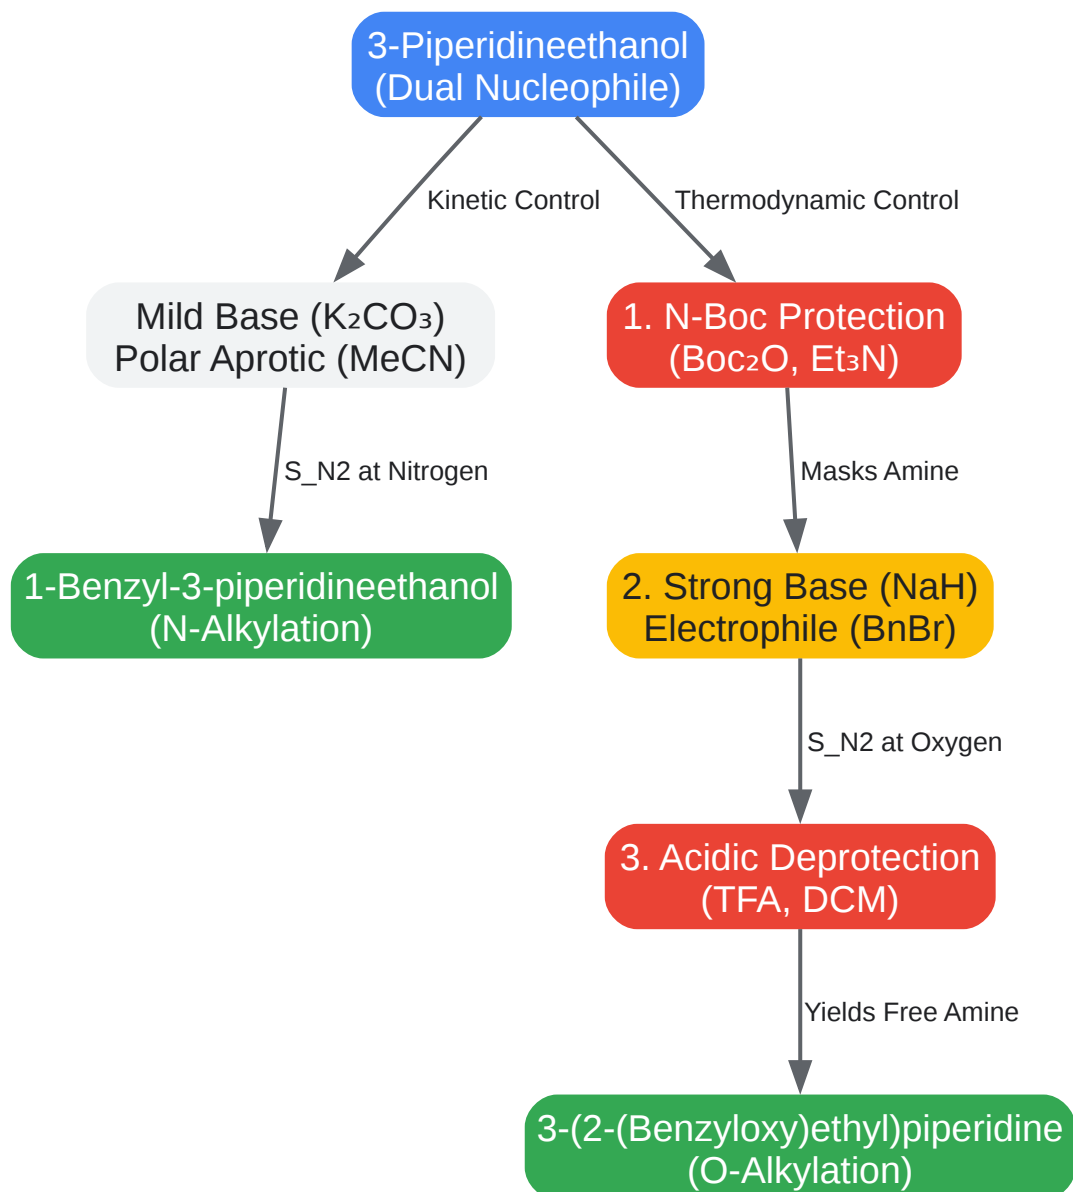 3-Piperidineethanol
(Dual Nucleophile)
Kinetic Control
Thermodynamic Control
Mild Base (K₂CO₃)
Polar Aprotic (MeCN)
1. N-Boc Protection
(Boc₂O, Et₃N)
S_N2 at Nitrogen
Masks Amine
1-Benzyl-3-piperidineethanol
(N-Alkylation)
2. Strong Base (NaH)
Electrophile (BnBr)
S_N2 at Oxygen
3. Acidic Deprotection
(TFA, DCM)
Yields Free Amine
3-(2-(Benzyloxy)ethyl)piperidine
(O-Alkylation)